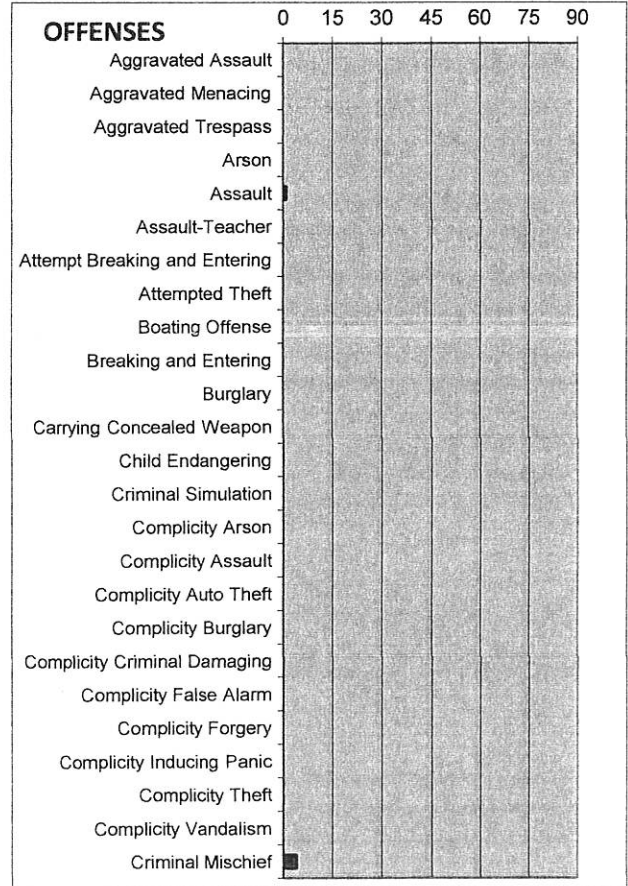 OFFENSES
0 15 30 45 60 75 90
Aggravated Assault
Aggravated Menacing
Aggravated Trespass
Arson
Assault
Assault-Teacher
Attempt Breaking and Entering
Attempted Theft
Boating Offense
Breaking and Entering
Burglary
Carrying Concealed Weapon
Child Endangering
Criminal Simulation
Complicity Arson
Complicity Assault
Complicity Auto Theft
Complicity Burglary
Complicity Criminal Damaging
Complicity False Alarm
Complicity Forgery
Complicity Inducing Panic
Complicity Theft
Complicity Vandalism
Criminal Mischief